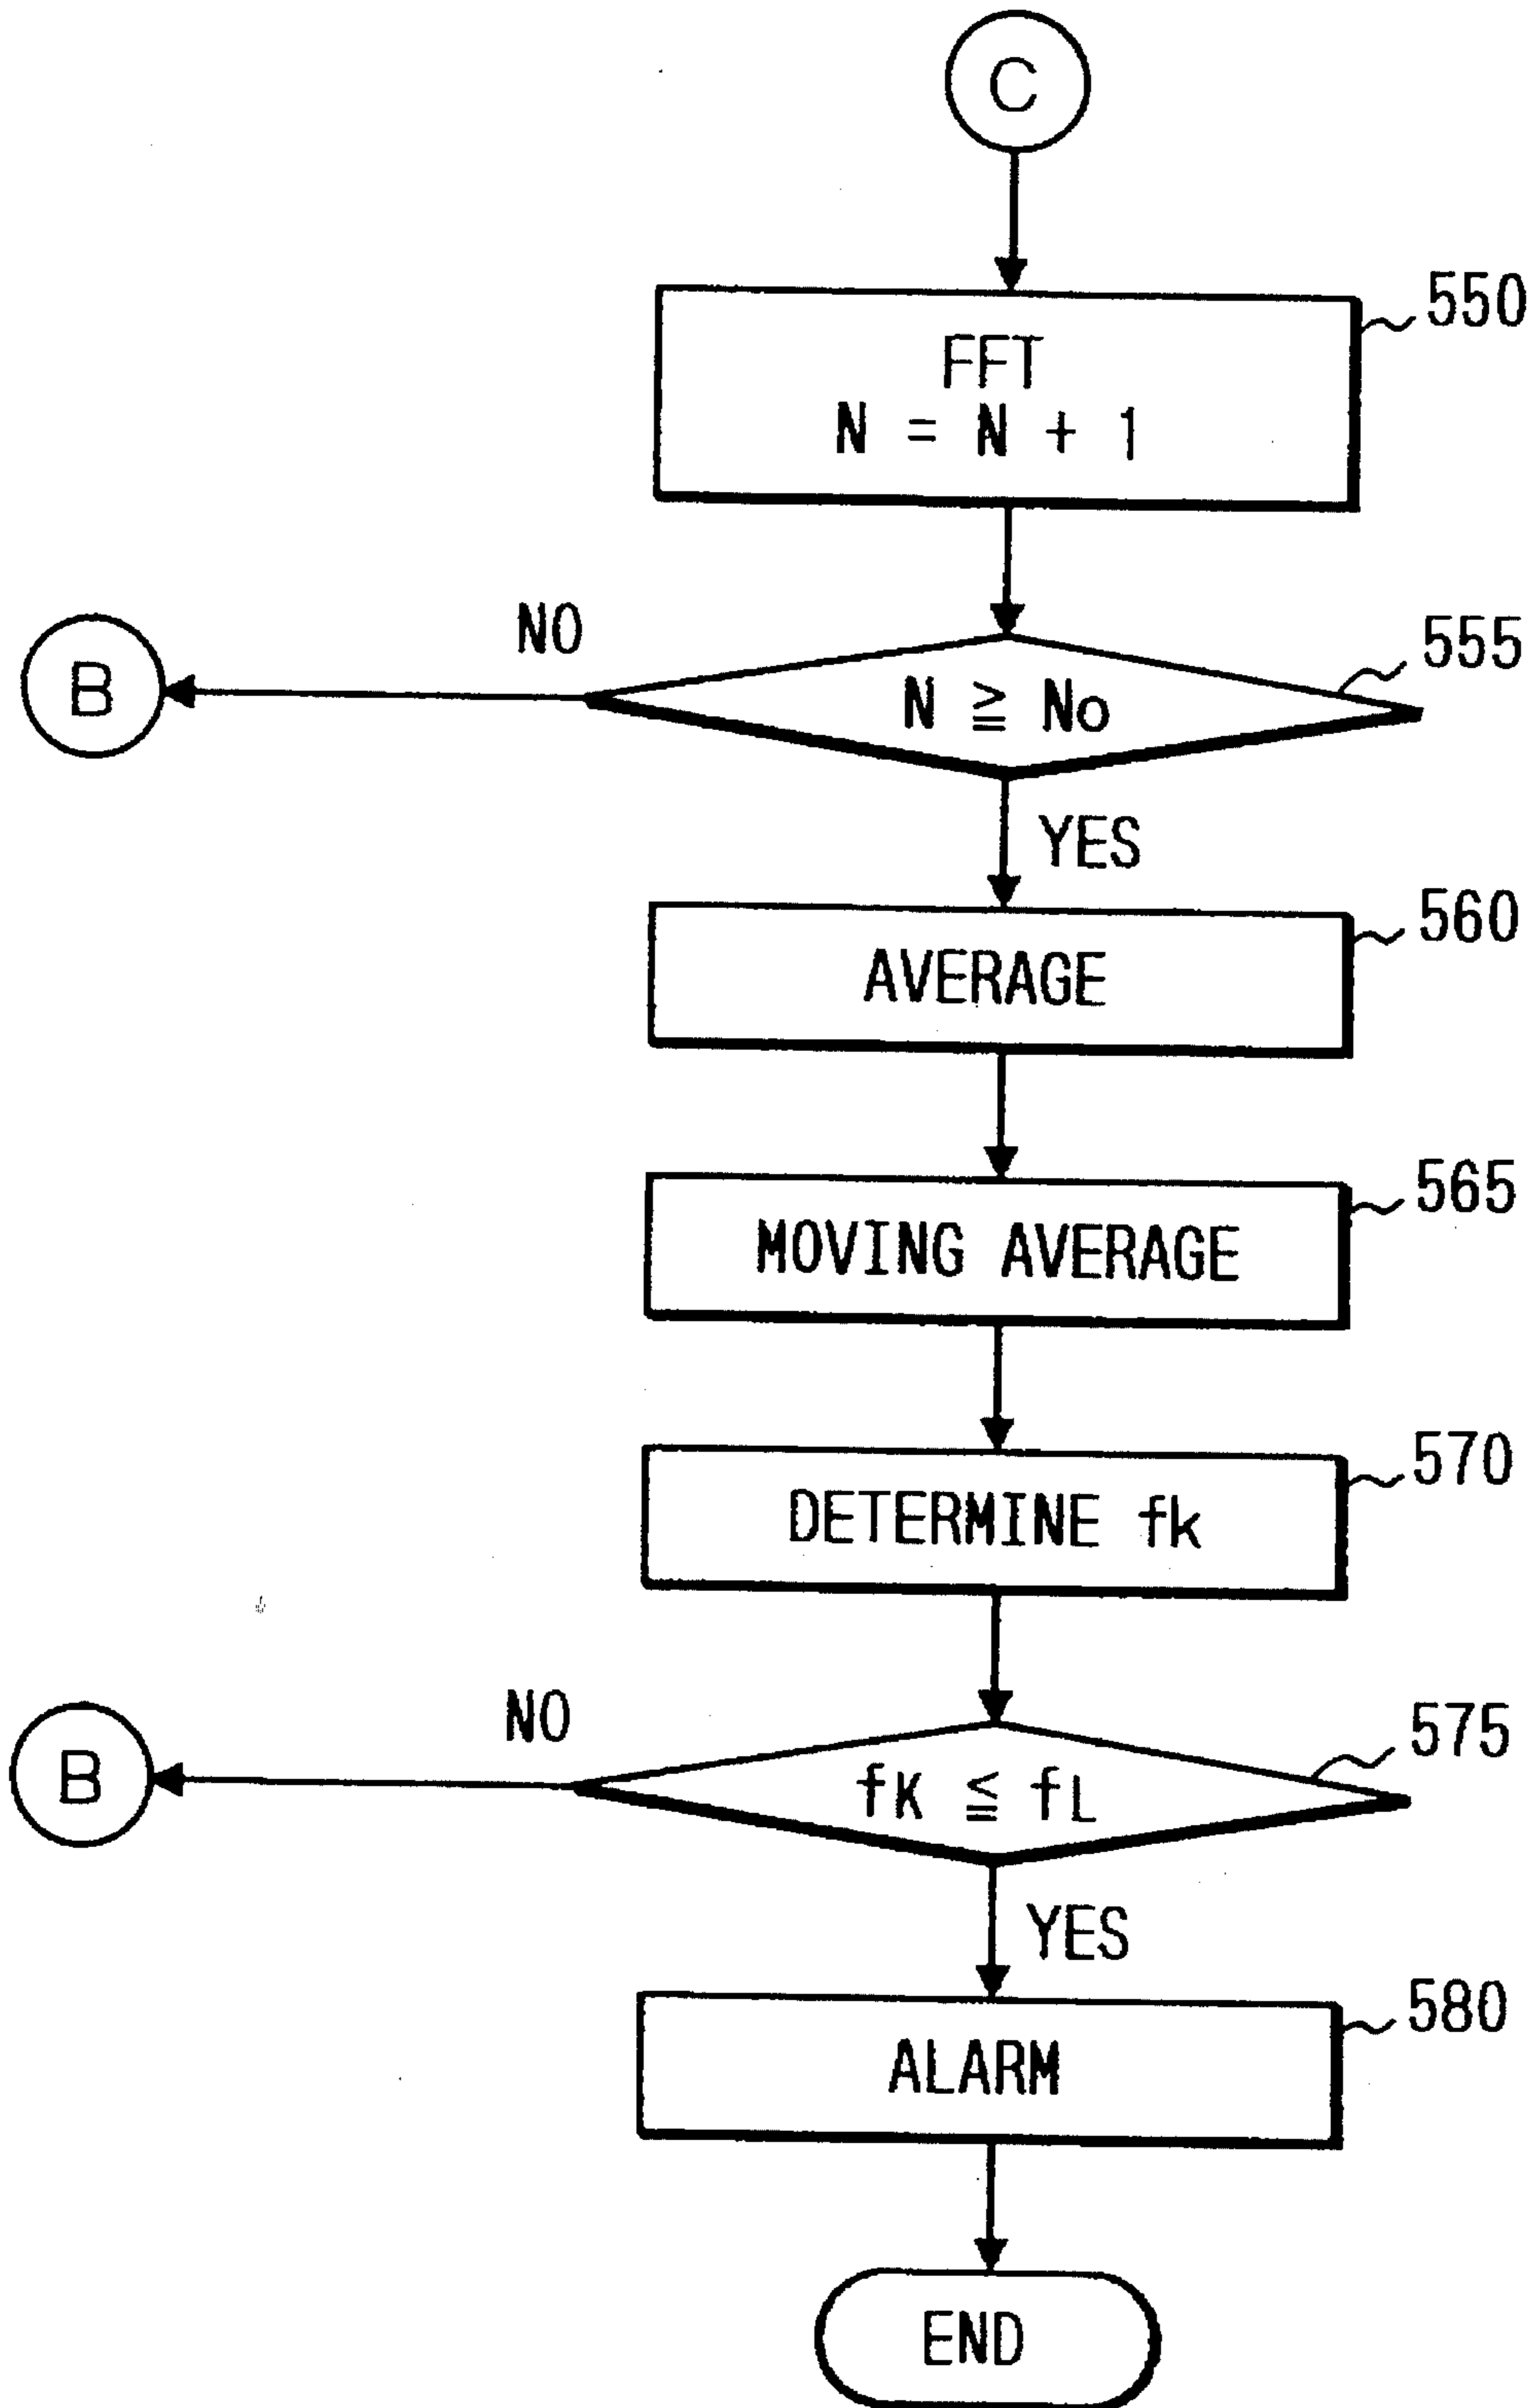 C
550
FFT
N = N + 1
NO
555
B
N ≧ No
YES
560
AVERAGE
565
MOVING AVERAGE
570
DETERMINE fk
NO
575
B
fK ≦ fL
YES
580
ALARM
END